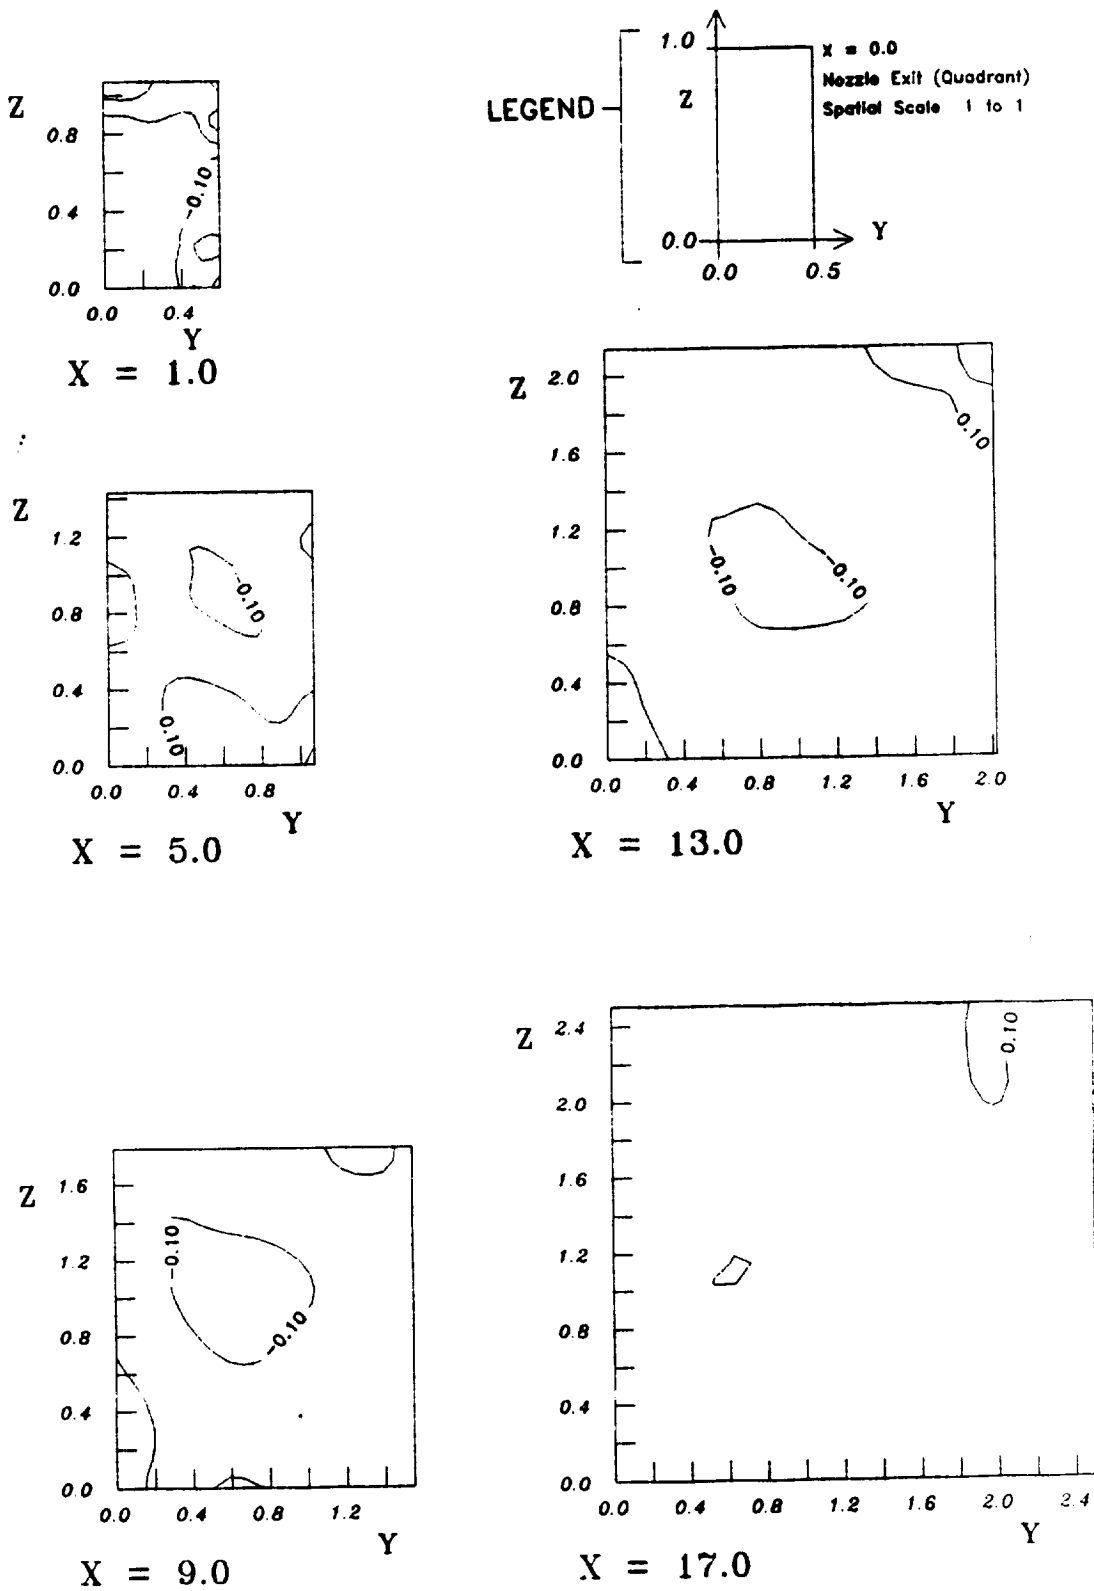 Z
0.8
0.4
0.0
-0.10
0.0 0.4
Y
X = 1.0
LEGEND
1.0
Z
0.0
0.0 0.5
Y
X = 0.0
Nozzle Exit (Quadrant)
Spatial Scale 1 to 1
Z
1.2
0.8
0.4
0.0
-0.10
0.10
0.0 0.4 0.8
Y
X = 5.0
Z
2.0
1.6
1.2
0.8
0.4
0.0
0.10
-0.10
-0.10
0.0 0.4 0.8 1.2 1.6 2.0
Y
X = 13.0
Z
1.6
1.2
0.8
0.4
0.0
-0.10
-0.10
0.0 0.4 0.8 1.2
Y
X = 9.0
Z
2.4
2.0
1.6
1.2
0.8
0.4
0.0
0.10
0.0 0.4 0.8 1.2 1.6 2.0 2.4
Y
X = 17.0